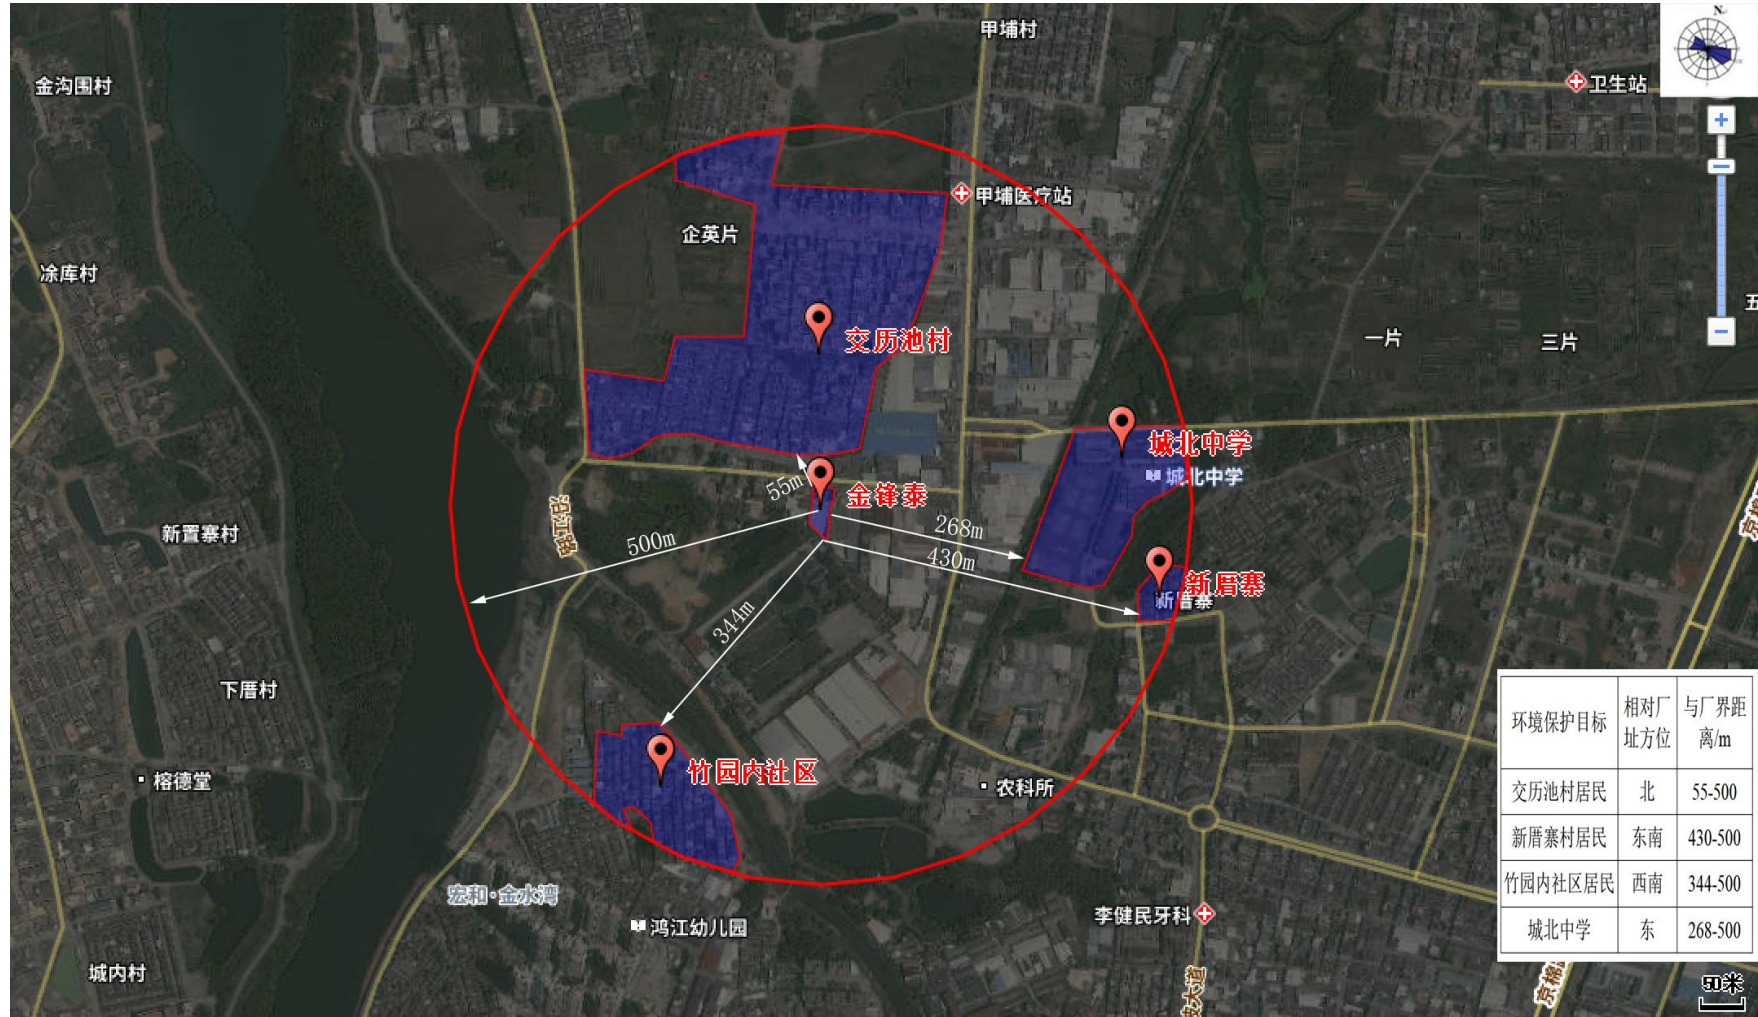 甲埔村
N
金沟围村
卫生站
甲埔医疗站
企英片
涂库村
五
交历池村
一片
三片
城北中学
城北中学
55m
金锋泰
268m
新置寨村
500m
430m
新厝寨
新厝寨
344m
下厝村
竹园内社区
榕德堂
农科所
宏和·金水湾
李健民牙科
鸿江幼儿园
城内村
环境保护目标 相对厂址方位 与厂界距离/m
交历池村居民 北 55-500
新厝寨村居民 东南 430-500
竹园内社区居民 西南 344-500
城北中学 东 268-500
50米